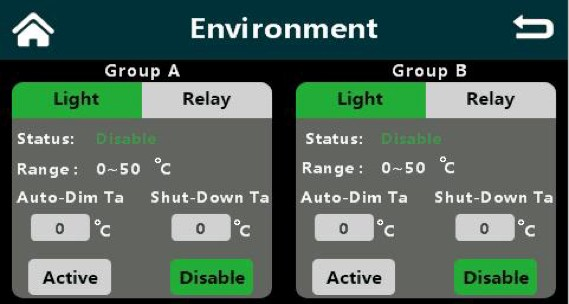 Environment
Group A
Group B
Light Relay
Light Relay
Status: Disable
Range: 0~50 °C
Auto-Dim Ta Shut-Down Ta
0 °C 0 °C
Active Disable
Status: Disable
Range: 0~50 °C
Auto-Dim Ta Shut-Down Ta
0 °C 0 °C
Active Disable